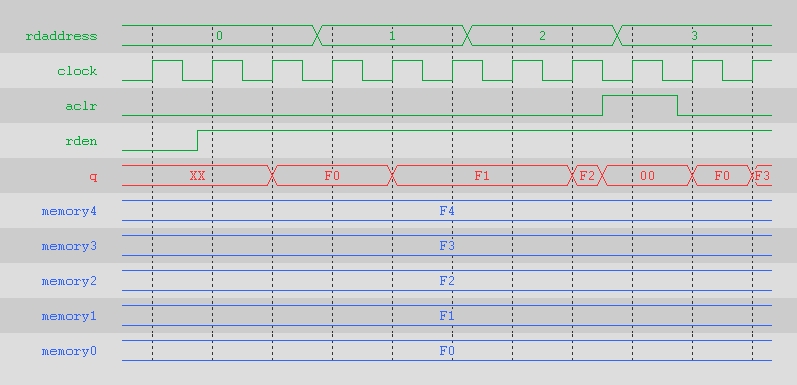 rdaddress 0 1 2 3
clock
aclr
rden
q XX F0 F1 F2 00 F0 F3
memory4 F4
memory3 F3
memory2 F2
memory1 F1
memory0 F0